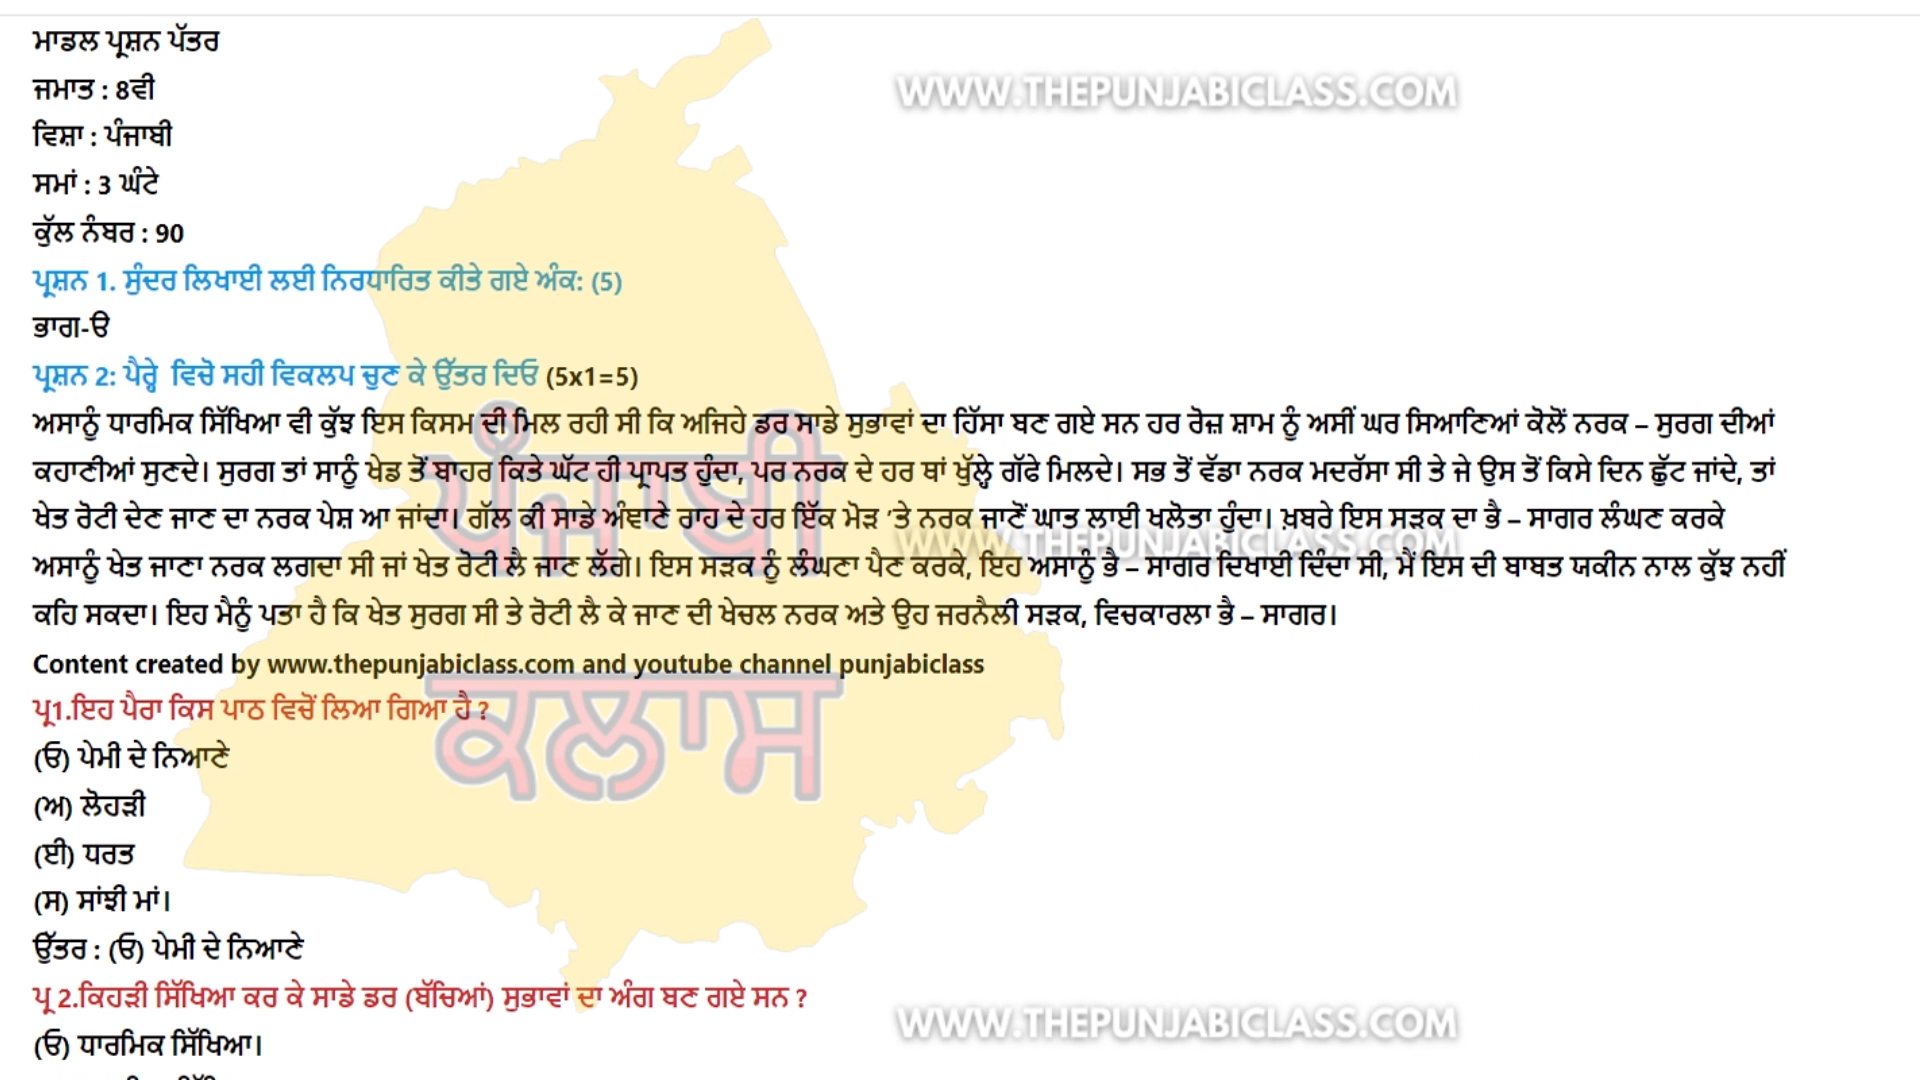 ਮਾਡਲ ਪ੍ਰਸ਼ਨ ਪੱਤਰ
ਜਮਾਤ : 8ਵੀ
ਵਿਸ਼ਾ : ਪੰਜਾਬੀ
ਸਮਾਂ : 3 ਘੰਟੇ
ਕੁੱਲ ਨੰਬਰ : 90
WWW.THEPUNJABICLASS.COM
ਪ੍ਰਸ਼ਨ 1. ਸੁੰਦਰ ਲਿਖਾਈ ਲਈ ਨਿਰਧਾਰਿਤ ਕੀਤੇ ਗਏ ਅੰਕ: (5)
ਭਾਗ-ੳ
ਪ੍ਰਸ਼ਨ 2: ਪੈਰ੍ਹੇ ਵਿਚੋ ਸਹੀ ਵਿਕਲਪ ਚੁਣ ਕੇ ਉੱਤਰ ਦਿਓ (5x1=5)
ਅਸਾਨੂੰ ਧਾਰਮਿਕ ਸਿੱਖਿਆ ਵੀ ਕੁੱਝ ਇਸ ਕਿਸਮ ਦੀ ਮਿਲ ਰਹੀ ਸੀ ਕਿ ਅਜਿਹੇ ਡਰ ਸਾਡੇ ਸੁਭਾਵਾਂ ਦਾ ਹਿੱਸਾ ਬਣ ਗਏ ਸਨ ਹਰ ਰੋਜ਼ ਸ਼ਾਮ ਨੂੰ ਅਸੀਂ ਘਰ ਸਿਆਣਿਆਂ ਕੋਲੋਂ ਨਰਕ – ਸੁਰਗ ਦੀਆਂ
ਕਹਾਣੀਆਂ ਸੁਣਦੇ। ਸੁਰਗ ਤਾਂ ਸਾਨੂੰ ਖੇਡ ਤੋਂ ਬਾਹਰ ਕਿਤੇ ਘੱਟ ਹੀ ਪ੍ਰਾਪਤ ਹੁੰਦਾ, ਪਰ ਨਰਕ ਦੇ ਹਰ ਥਾਂ ਖੁੱਲ੍ਹੇ ਗੱਫੇ ਮਿਲਦੇ। ਸਭ ਤੋਂ ਵੱਡਾ ਨਰਕ ਮਦਰੱਸਾ ਸੀ ਤੇ ਜੇ ਉਸ ਤੋਂ ਕਿਸੇ ਦਿਨ ਛੁੱਟ ਜਾਂਦੇ, ਤਾਂ
ਖੇਤ ਰੋਟੀ ਦੇਣ ਜਾਣ ਦਾ ਨਰਕ ਪੇਸ਼ ਆ ਜਾਂਦਾ। ਗੱਲ ਕੀ ਸਾਡੇ ਅੰਞਾਣੇ ਰਾਹ ਦੇ ਹਰ ਇੱਕ ਮੋੜ ’ਤੇ ਨਰਕ ਜਾਣੋਂ ਘਾਤ ਲਾਈ ਖਲੋਤਾ ਹੁੰਦਾ। ਖ਼ਬਰੇ ਇਸ ਸੜਕ ਦਾ ਭੈ – ਸਾਗਰ ਲੰਘਣ ਕਰਕੇ
ਅਸਾਨੂੰ ਖੇਤ ਜਾਣਾ ਨਰਕ ਲਗਦਾ ਸੀ ਜਾਂ ਖੇਤ ਰੋਟੀ ਲੈ ਜਾਣ ਲੱਗੇ। ਇਸ ਸੜਕ ਨੂੰ ਲੰਘਣਾ ਪੈਣ ਕਰਕੇ, ਇਹ ਅਸਾਨੂੰ ਭੈ – ਸਾਗਰ ਦਿਖਾਈ ਦਿੰਦਾ ਸੀ, ਮੈਂ ਇਸ ਦੀ ਬਾਬਤ ਯਕੀਨ ਨਾਲ ਕੁੱਝ ਨਹੀਂ
ਕਹਿ ਸਕਦਾ। ਇਹ ਮੈਨੂੰ ਪਤਾ ਹੈ ਕਿ ਖੇਤ ਸੁਰਗ ਸੀ ਤੇ ਰੋਟੀ ਲੈ ਕੇ ਜਾਣ ਦੀ ਖੇਚਲ ਨਰਕ ਅਤੇ ਉਹ ਜਰਨੈਲੀ ਸੜਕ, ਵਿਚਕਾਰਲਾ ਭੈ – ਸਾਗਰ।
WWW.THEPUNJABICLASS.COM
ਪੰਜਾਬੀ
ਕਲਾਸ
Content created by www.thepunjabiclass.com and youtube channel punjabiclass
ਪ੍ਰ1.ਇਹ ਪੈਰਾ ਕਿਸ ਪਾਠ ਵਿਚੋਂ ਲਿਆ ਗਿਆ ਹੈ ?
(ਓ) ਪੇਮੀ ਦੇ ਨਿਆਣੇ
(ਅ) ਲੋਹੜੀ
(ਈ) ਧਰਤ
(ਸ) ਸਾਂਝੀ ਮਾਂ।
ਉੱਤਰ : (ਓ) ਪੇਮੀ ਦੇ ਨਿਆਣੇ
ਪ੍ਰ 2.ਕਿਹੜੀ ਸਿੱਖਿਆ ਕਰ ਕੇ ਸਾਡੇ ਡਰ (ਬੱਚਿਆਂ) ਸੁਭਾਵਾਂ ਦਾ ਅੰਗ ਬਣ ਗਏ ਸਨ ?
WWW.THEPUNJABICLASS.COM
(ਓ) ਧਾਰਮਿਕ ਸਿੱਖਿਆ।